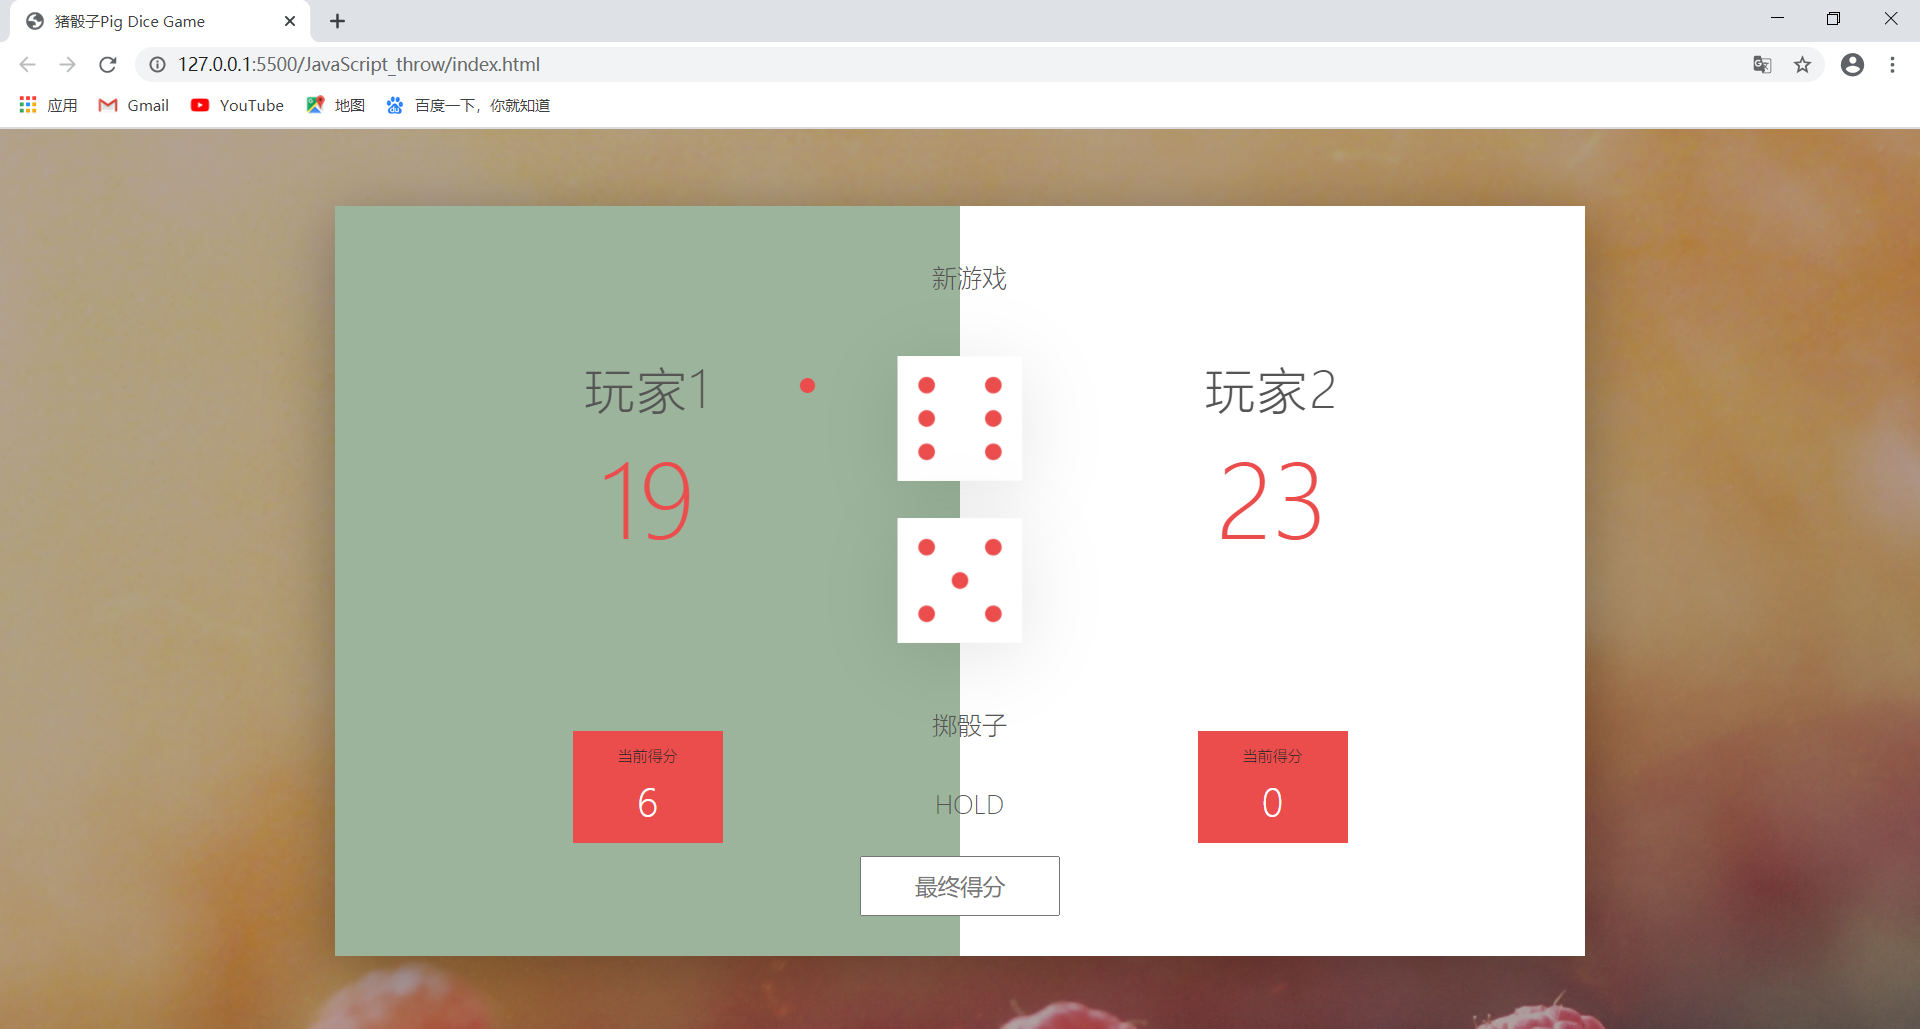 猪骰子Pig Dice Game
127.0.0.1:5500/JavaScript_throw/index.html
应用
Gmail
YouTube
地图
百度一下，你就知道
新游戏
玩家1
19
玩家2
23
掷骰子
HOLD
当前得分
6
当前得分
0
最终得分